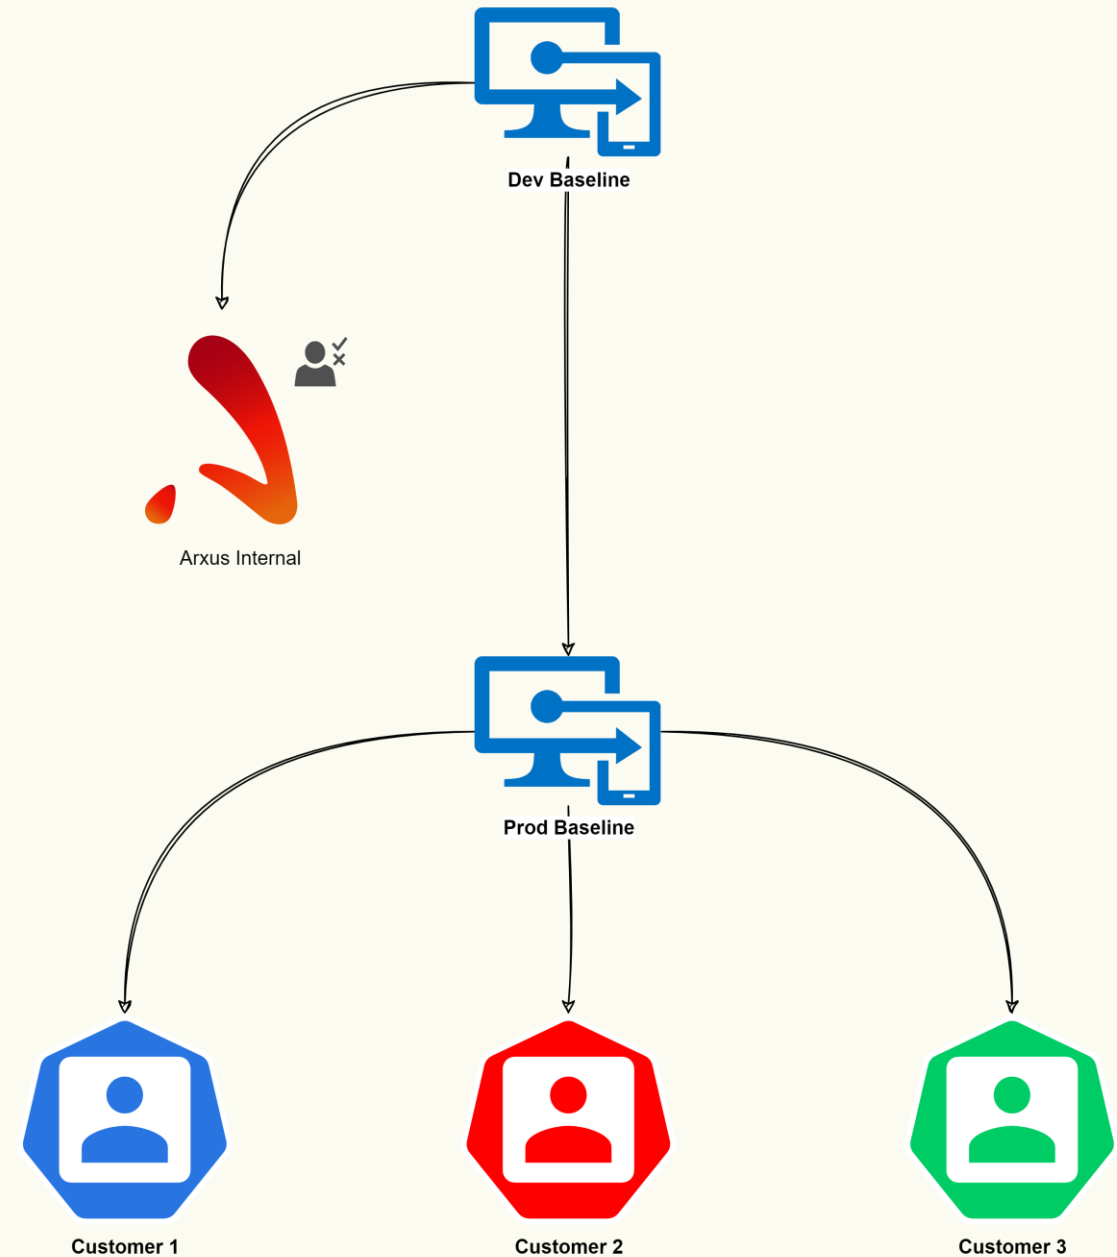 Dev Baseline
Arxus Internal
Prod Baseline
Customer 1
Customer 2
Customer 3